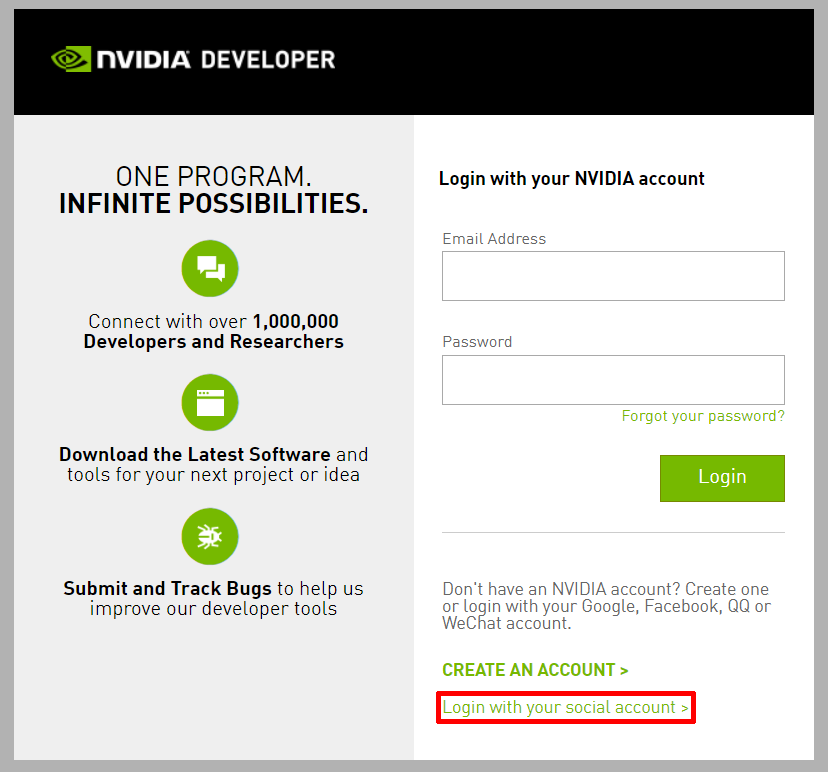 NVIDIA DEVELOPER
ONE PROGRAM.
INFINITE POSSIBILITIES.
Connect with over 1,000,000
Developers and Researchers
Download the Latest Software and
tools for your next project or idea
Submit and Track Bugs to help us
improve our developer tools
Login with your NVIDIA account
Email Address
Password
Forgot your password?
Login
Don't have an NVIDIA account? Create one
or login with your Google, Facebook, QQ or
WeChat account.
CREATE AN ACCOUNT >
Login with your social account >